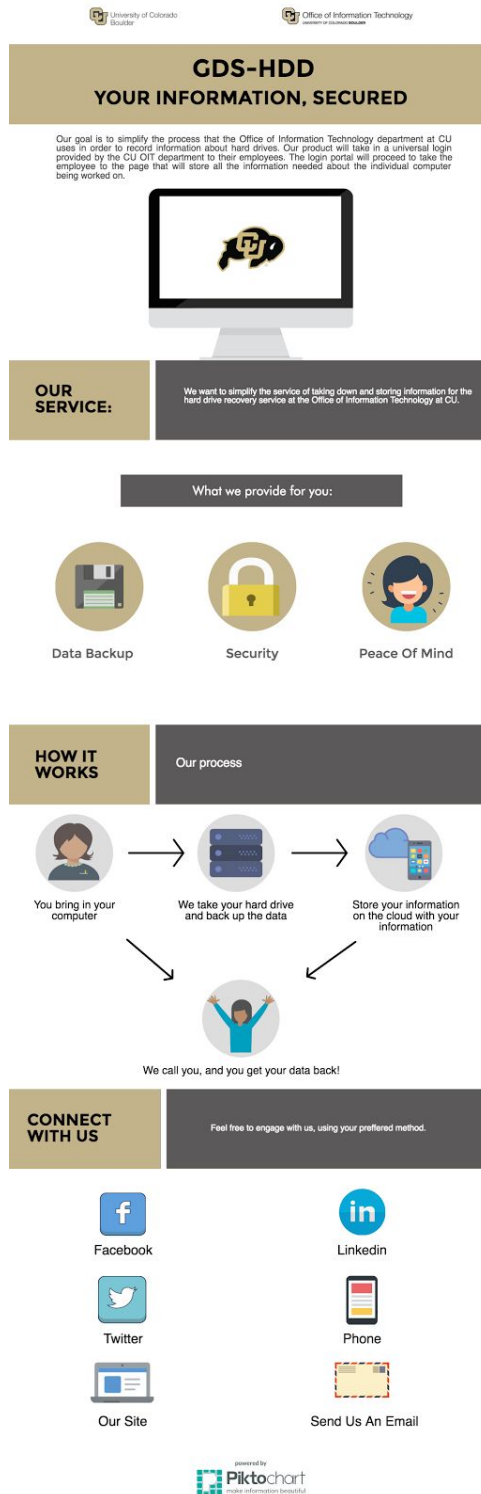 University of Colorado
Boulder
Office of Information Technology
UNIVERSITY OF COLORADO BOULDER
GDS-HDD
YOUR INFORMATION, SECURED
Our goal is to simplify the process that the Office of Information Technology department at CU
uses in order to record information about hard drives. Our product will take in a universal login
provided by the CU OIT department to their employees. The login portal will proceed to take the
employee to the page that will store all the information needed about the individual computer
being worked on.
CU
OUR
SERVICE:
We want to simplify the service of taking down and storing information for the
hard drive recovery service at the Office of Information Technology at CU.
What we provide for you:
Data Backup
Security
Peace Of Mind
HOW IT
WORKS
Our process
You bring in your
computer
We take your hard drive
and back up the data
Store your information
on the cloud with your
information
We call you, and you get your data back!
CONNECT
WITH US
Feel free to engage with us, using your preffered method.
f
in
Facebook
Linkedin
Twitter
Phone
Our Site
Send Us An Email
powered by
Piktochart
make information beautiful